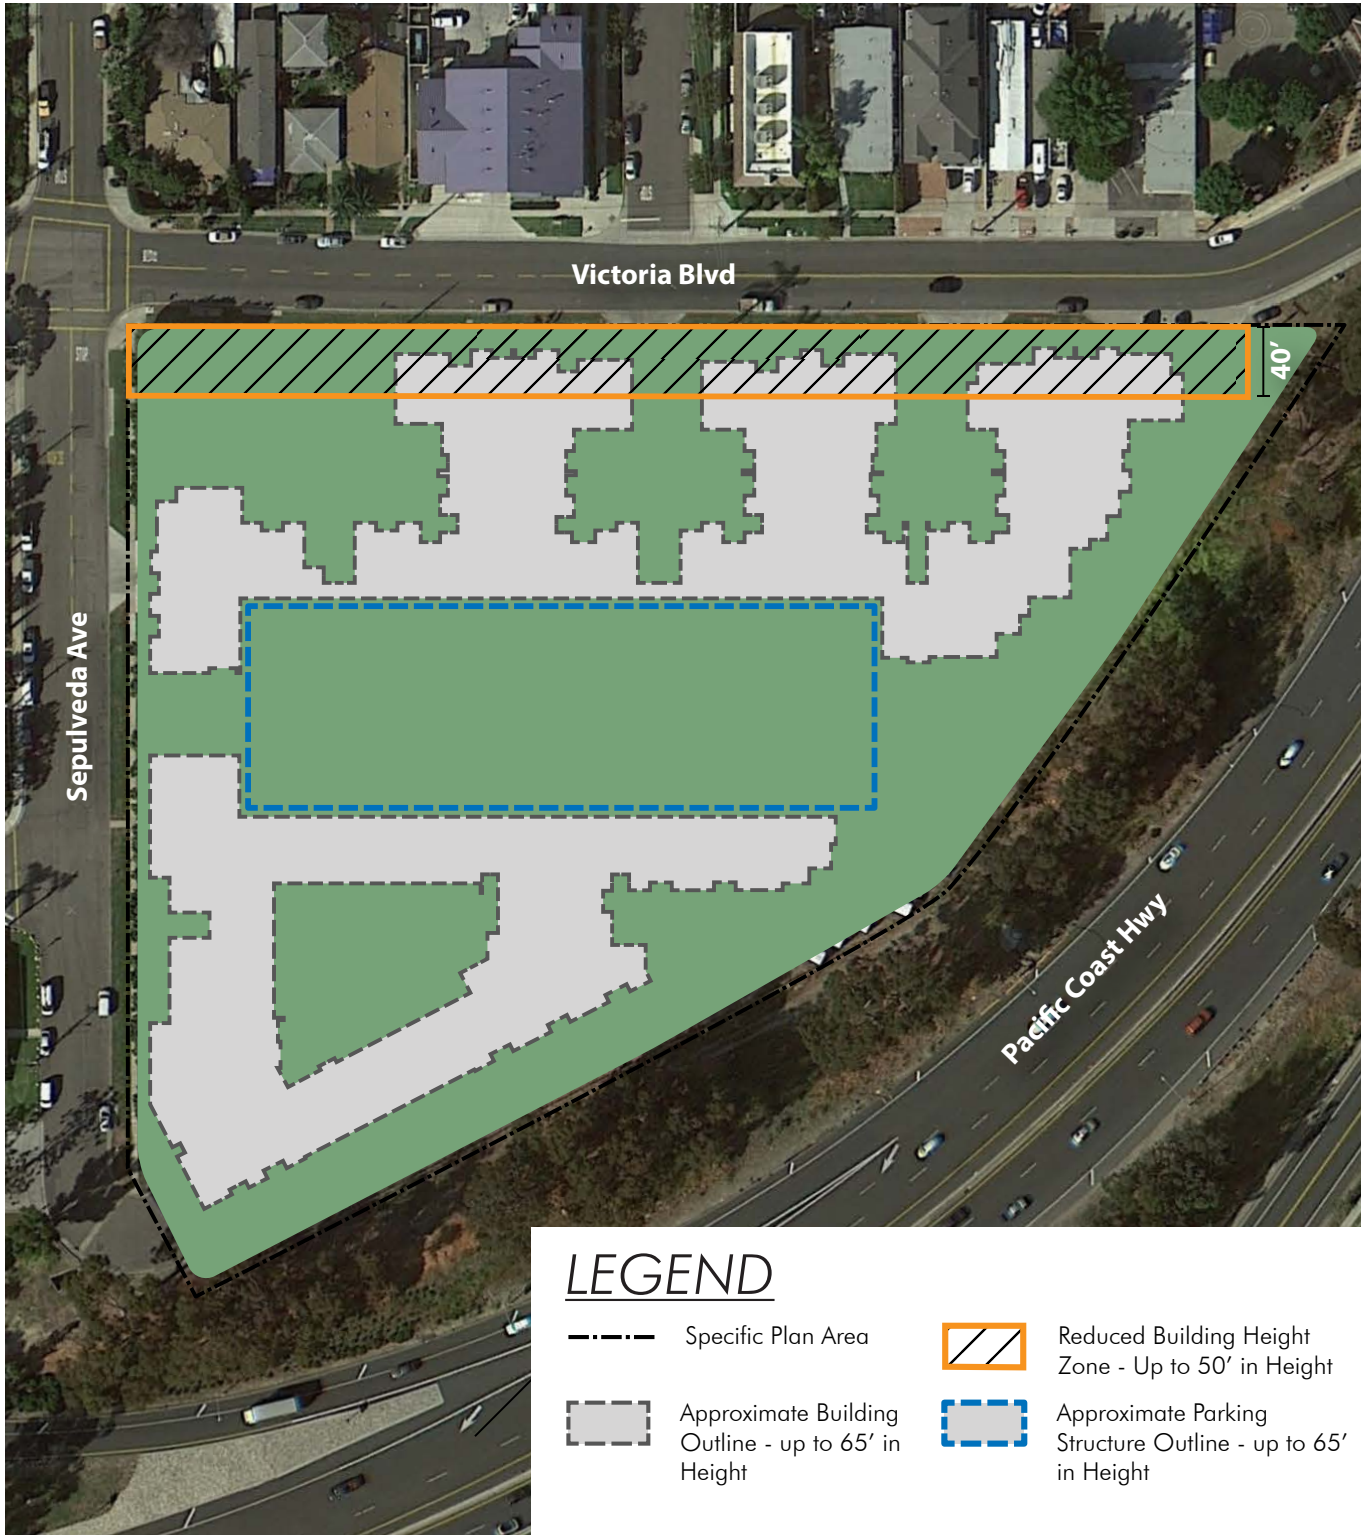 Victoria Blvd
40’
Sepulveda Ave
Pacific Coast Hwy
LEGEND
Specific Plan Area
Reduced Building Height
Zone - Up to 50’ in Height
Approximate Building
Outline - up to 65’ in
Height
Approximate Parking
Structure Outline - up to 65’
in Height